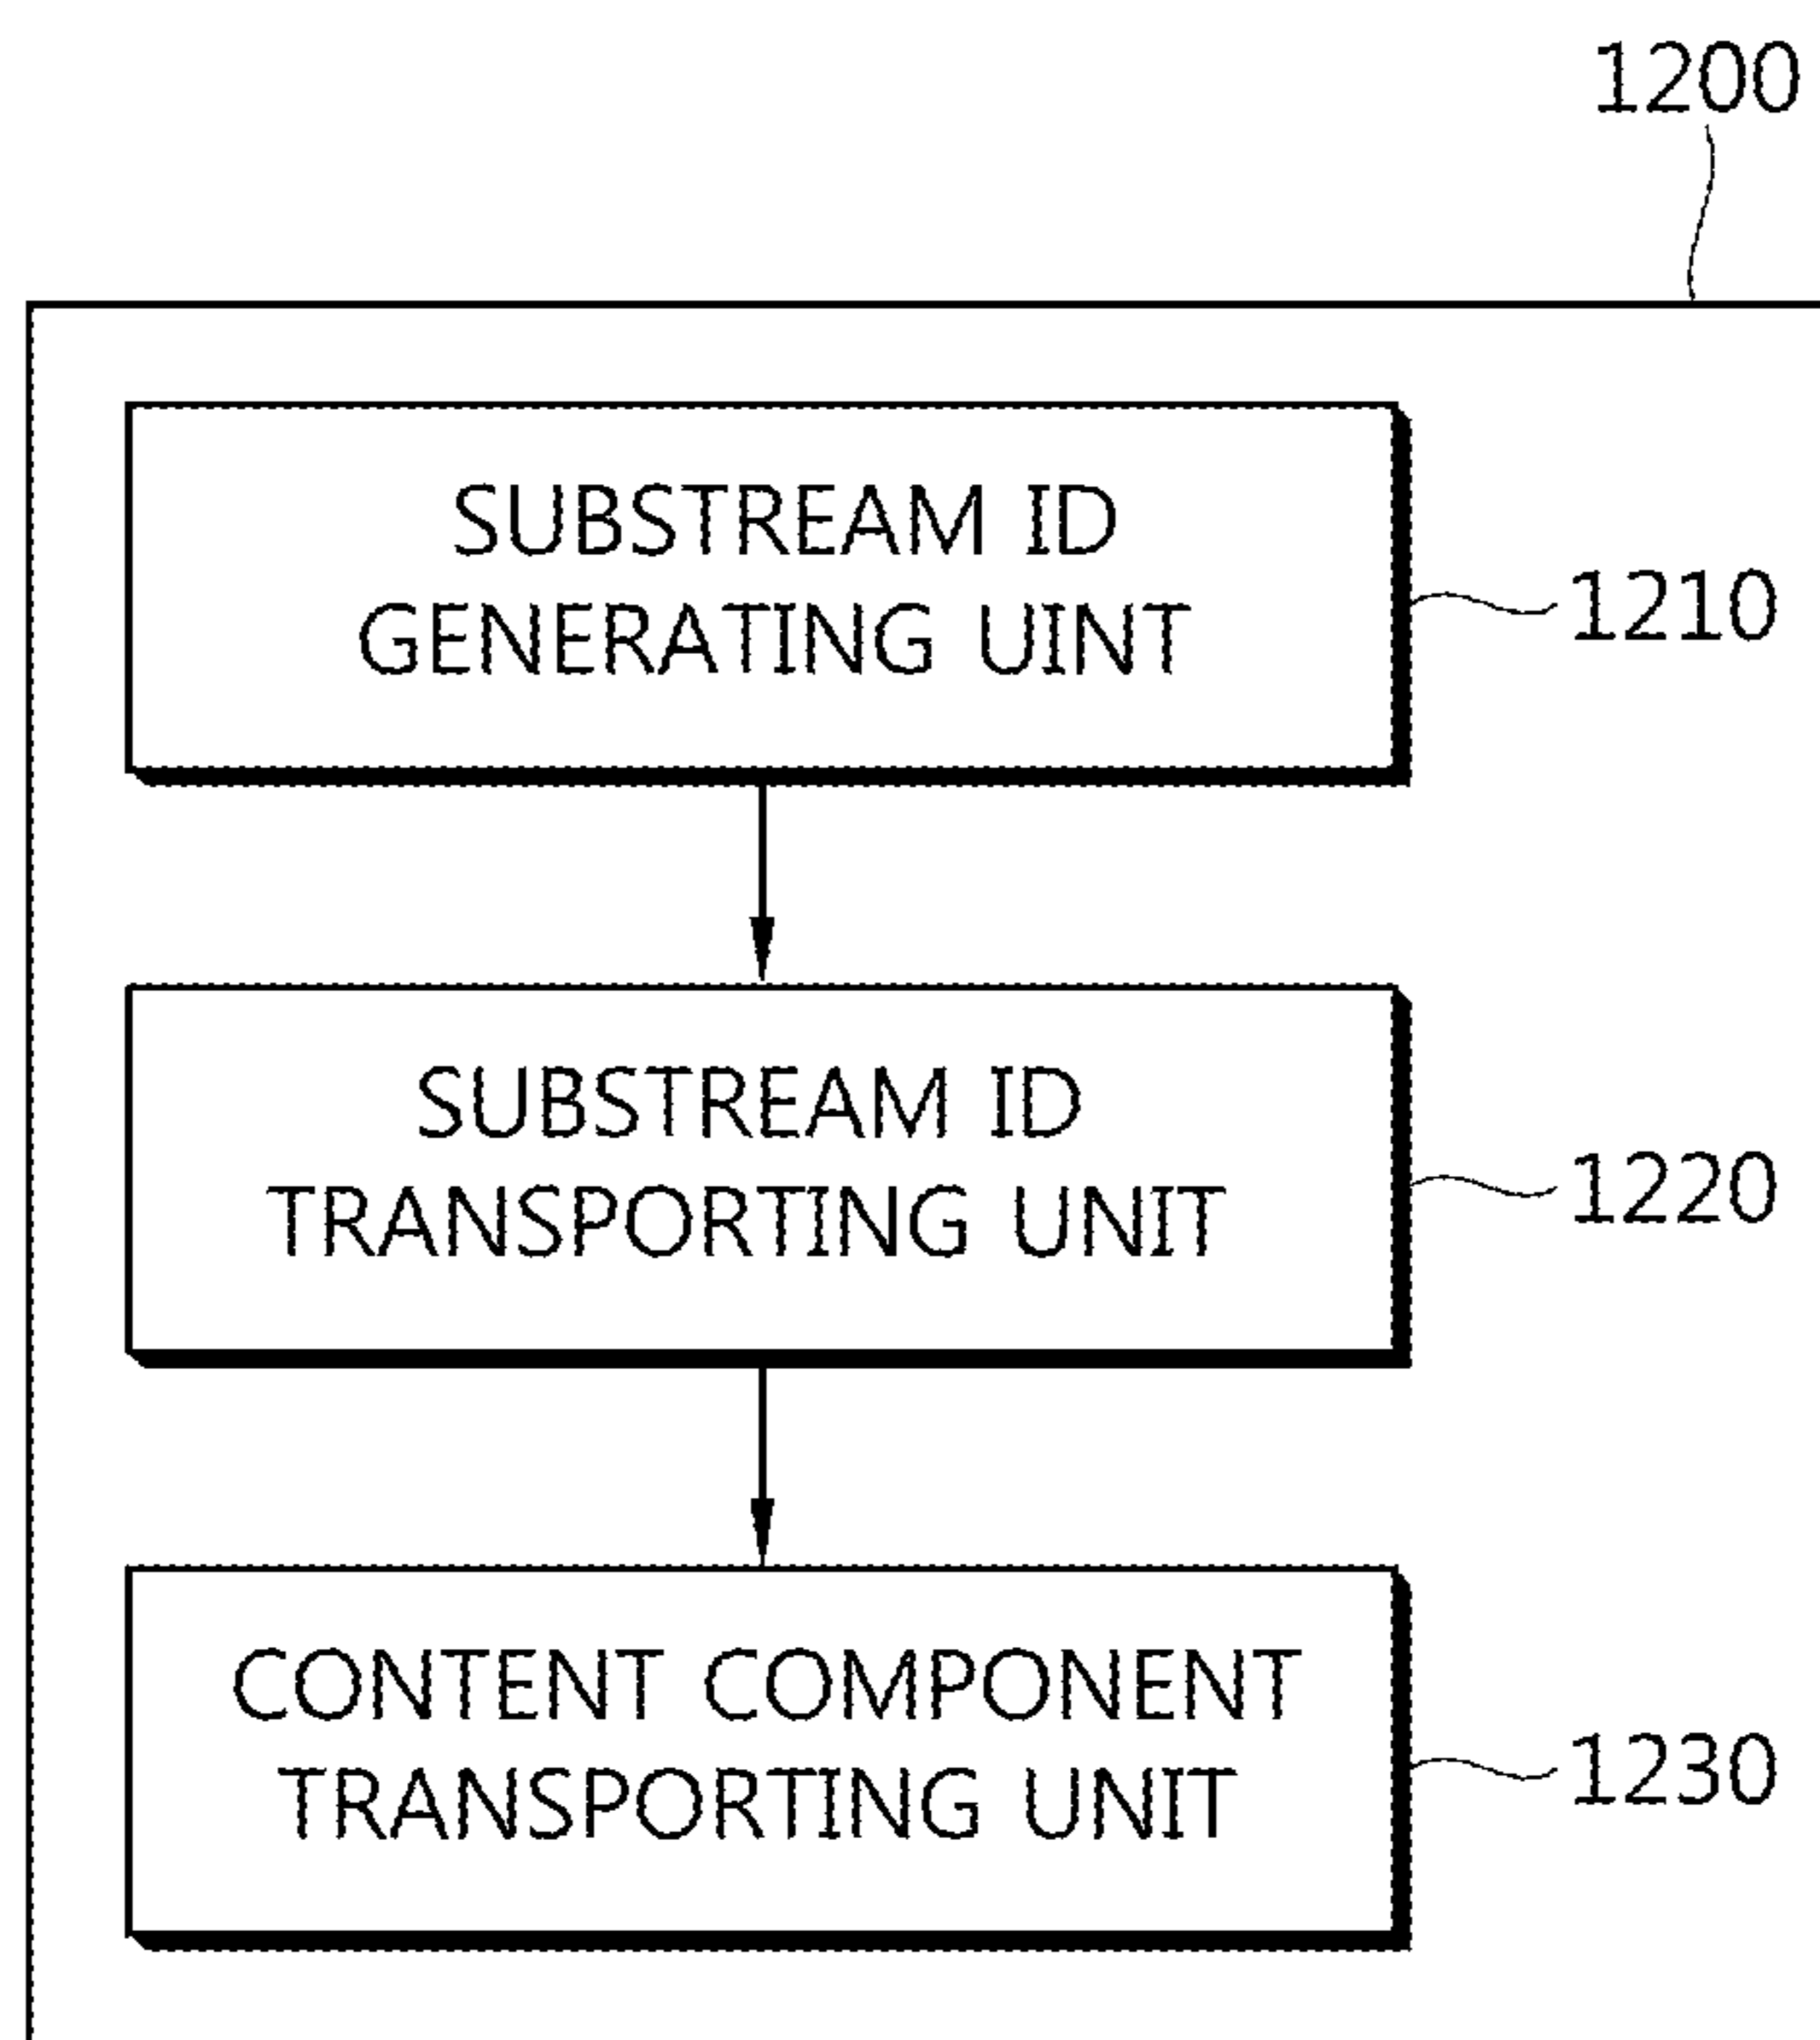 1200
SUBSTREAM ID
GENERATING UINT
1210
SUBSTREAM ID
TRANSPORTING UNIT
1220
CONTENT COMPONENT
TRANSPORTING UNIT
1230